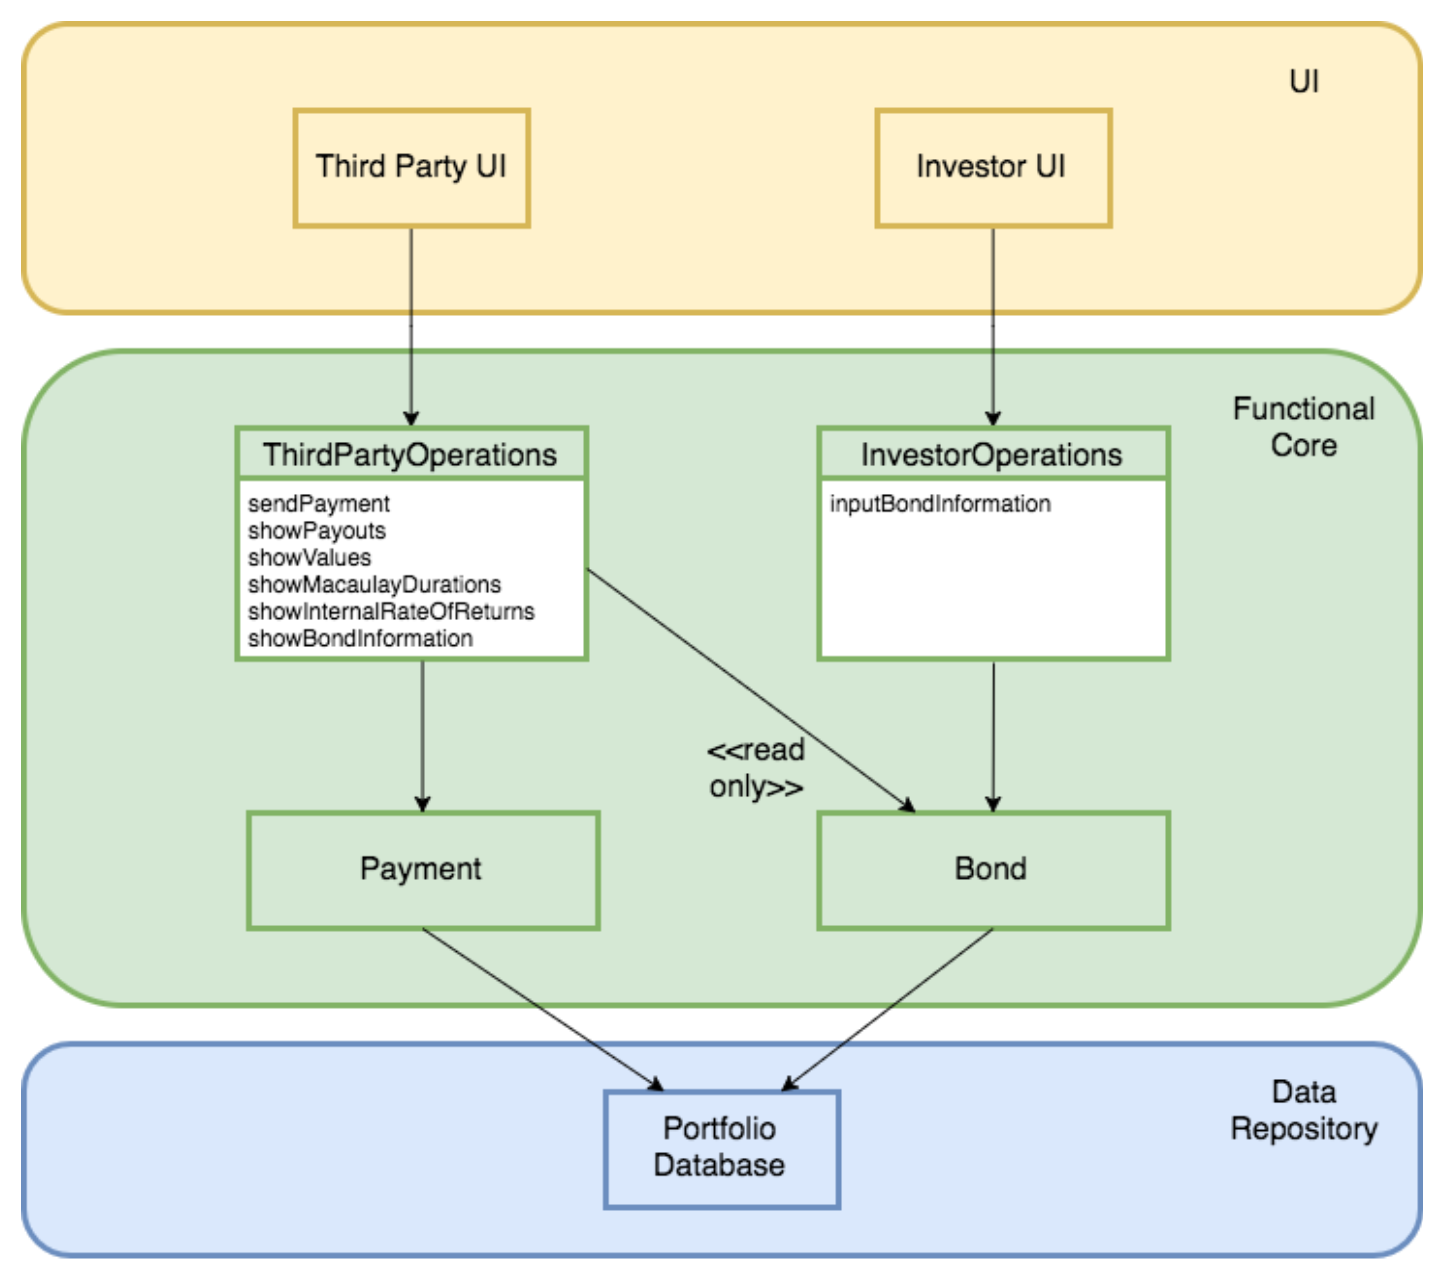 UI
Third Party UI
Investor UI
Functional
Core
ThirdPartyOperations
sendPayment
showPayouts
showValues
showMacaulayDurations
showInternalRateOfReturns
showBondInformation
InvestorOperations
inputBondInformation
<<read
only>>
Payment
Bond
Data
Repository
Portfolio
Database